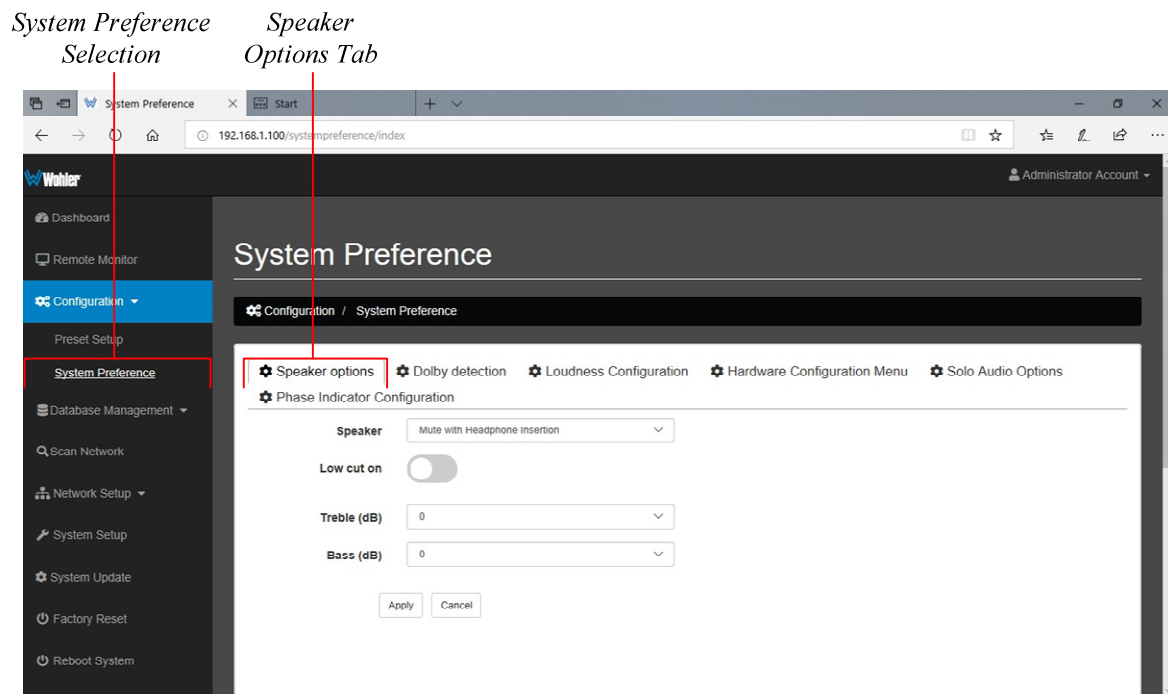 System Preference Selection
Speaker Options Tab
System Preference
Start
192.168.1.100/systempreference/index
Wohler
Administrator Account
Dashboard
Remote Monitor
Configuration
Preset Setup
System Preference
Database Management
Scan Network
Network Setup
System Setup
System Update
Factory Reset
Reboot System
System Preference
Configuration / System Preference
Speaker options
Dolby detection
Loudness Configuration
Hardware Configuration Menu
Solo Audio Options
Phase Indicator Configuration
Speaker
Mute with Headphone Insertion
Low cut on
Treble (dB)
0
Bass (dB)
0
Apply
Cancel